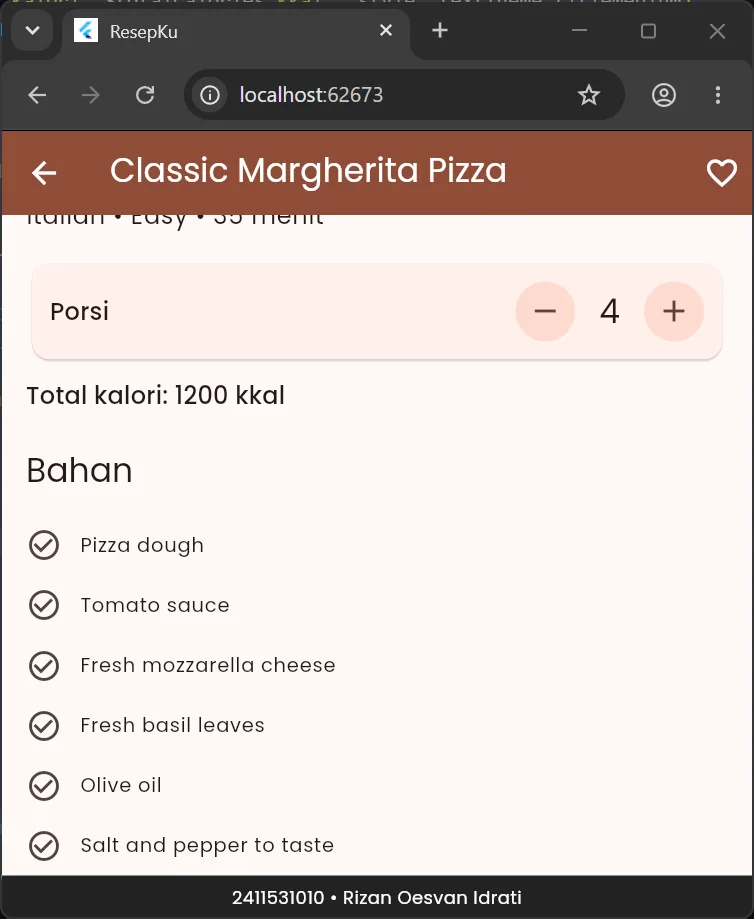 ResepKu
localhost:62673
Classic Margherita Pizza
Italian • Easy • 35 menit
Porsi
4
Total kalori: 1200 kkal
Bahan
Pizza dough
Tomato sauce
Fresh mozzarella cheese
Fresh basil leaves
Olive oil
Salt and pepper to taste
2411531010 • Rizan Oesvan Idrati